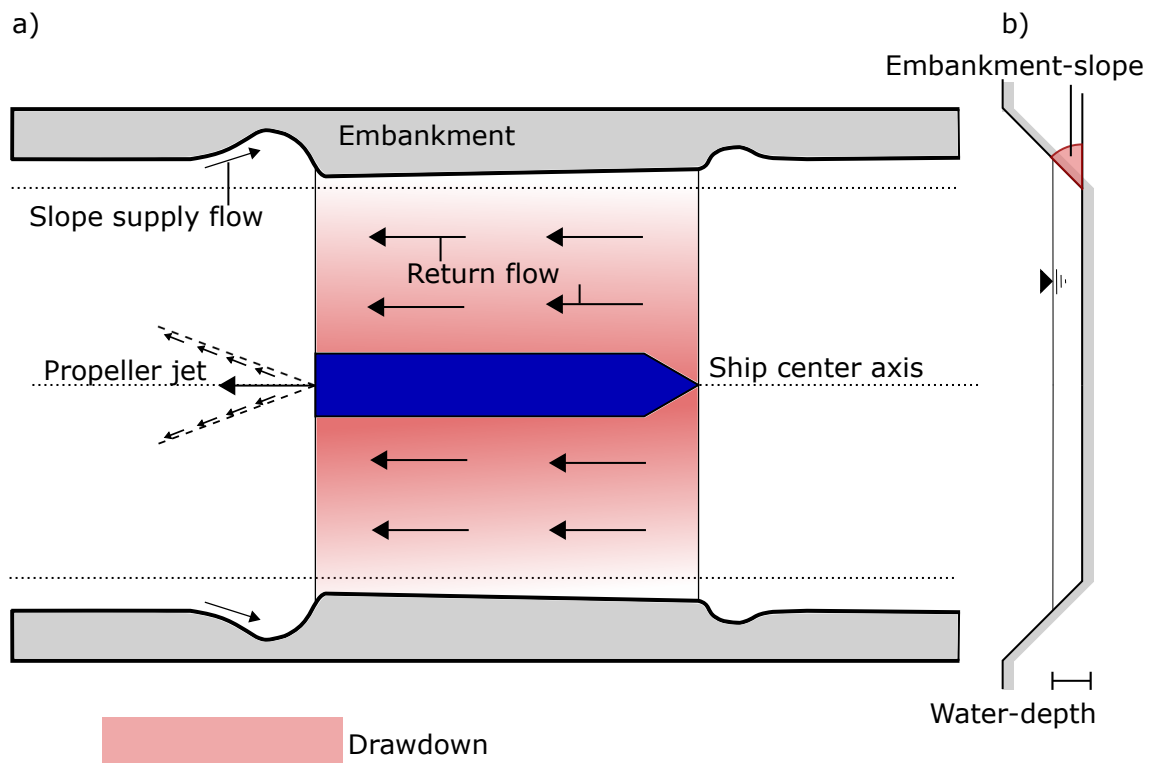 a)
b)
Embankment-slope
Embankment
Slope supply flow
Return flow
Propeller jet
Ship center axis
Water-depth
Drawdown